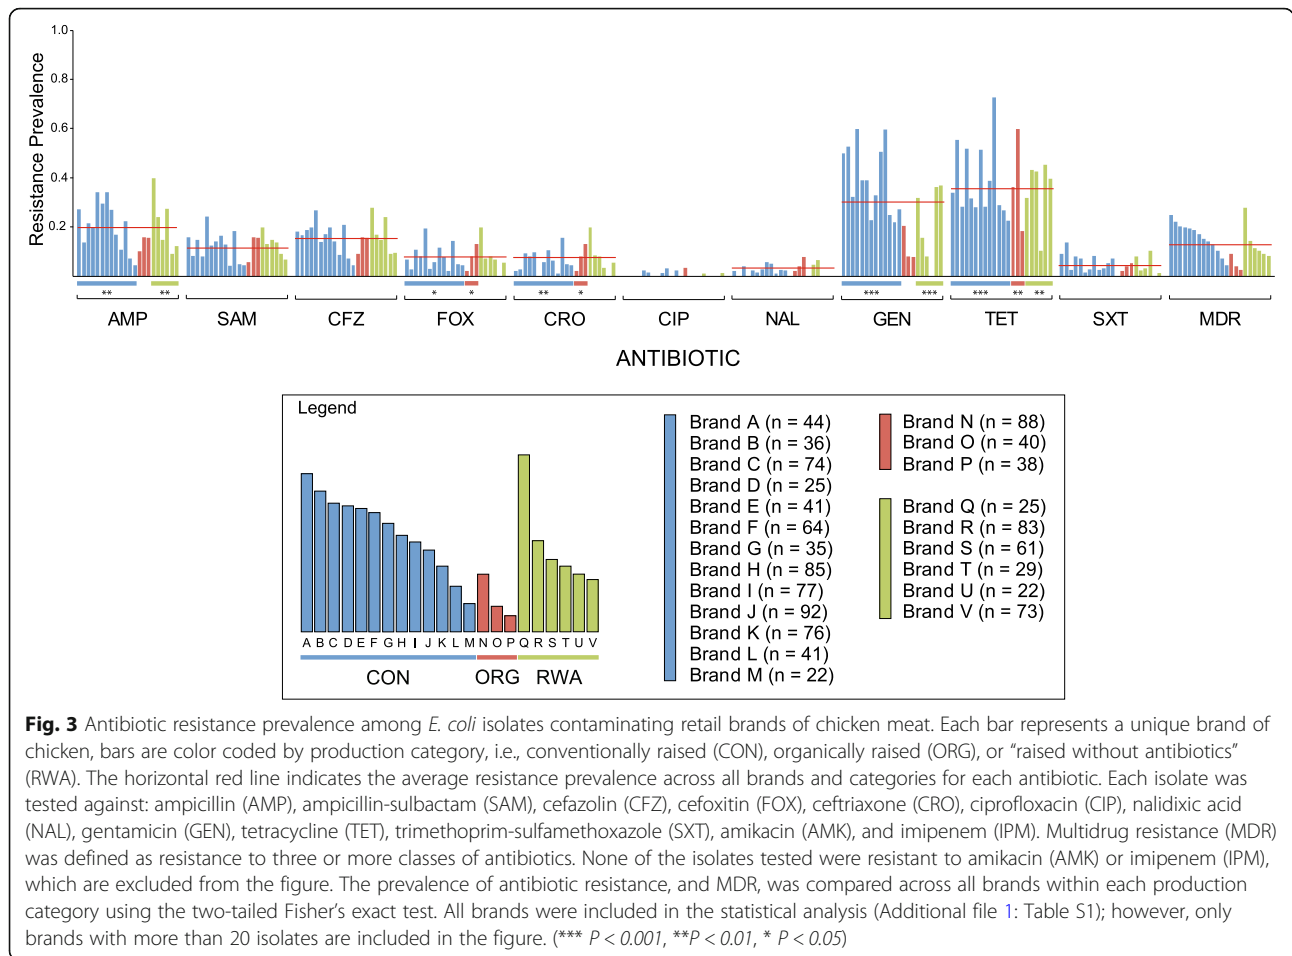 1.0
0.8
0.6
0.4
0.2
Resistance Prevalence
** ** * * ** * *** *** *** ** **
AMP SAM CFZ FOX CRO CIP NAL GEN TET SXT MDR
ANTIBIOTIC
Legend
A B C D E F G H I J K L M N O P Q R S T U V
CON ORG RWA
Brand A (n = 44)
Brand B (n = 36)
Brand C (n = 74)
Brand D (n = 25)
Brand E (n = 41)
Brand F (n = 64)
Brand G (n = 35)
Brand H (n = 85)
Brand I (n = 77)
Brand J (n = 92)
Brand K (n = 76)
Brand L (n = 41)
Brand M (n = 22)
Brand N (n = 88)
Brand O (n = 40)
Brand P (n = 38)
Brand Q (n = 25)
Brand R (n = 83)
Brand S (n = 61)
Brand T (n = 29)
Brand U (n = 22)
Brand V (n = 73)
Fig. 3 Antibiotic resistance prevalence among E. coli isolates contaminating retail brands of chicken meat. Each bar represents a unique brand of
chicken, bars are color coded by production category, i.e., conventionally raised (CON), organically raised (ORG), or “raised without antibiotics”
(RWA). The horizontal red line indicates the average resistance prevalence across all brands and categories for each antibiotic. Each isolate was
tested against: ampicillin (AMP), ampicillin-sulbactam (SAM), cefazolin (CFZ), cefoxitin (FOX), ceftriaxone (CRO), ciprofloxacin (CIP), nalidixic acid
(NAL), gentamicin (GEN), tetracycline (TET), trimethoprim-sulfamethoxazole (SXT), amikacin (AMK), and imipenem (IPM). Multidrug resistance (MDR)
was defined as resistance to three or more classes of antibiotics. None of the isolates tested were resistant to amikacin (AMK) or imipenem (IPM),
which are excluded from the figure. The prevalence of antibiotic resistance, and MDR, was compared across all brands within each production
category using the two-tailed Fisher’s exact test. All brands were included in the statistical analysis (Additional file 1: Table S1); however, only
brands with more than 20 isolates are included in the figure. (*** P < 0.001, **P < 0.01, * P < 0.05)